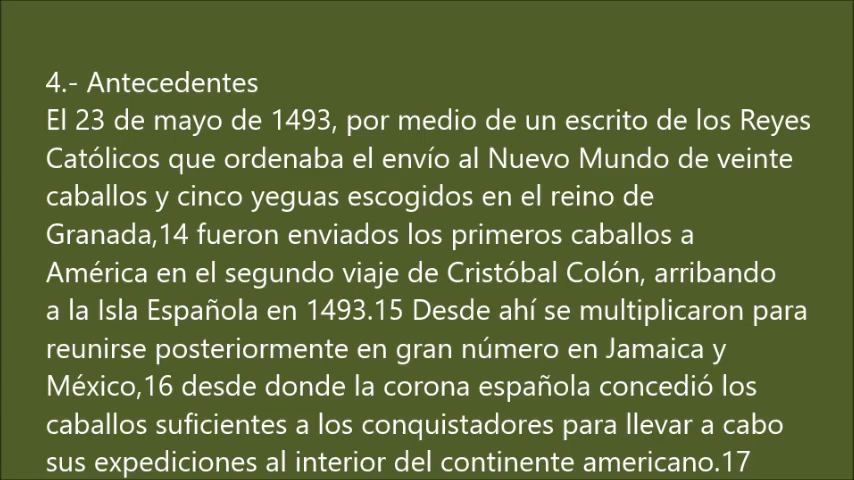 4.- Antecedentes
El 23 de mayo de 1493, por medio de un escrito de los Reyes
Católicos que ordenaba el envío al Nuevo Mundo de veinte
caballos y cinco yeguas escogidos en el reino de
Granada,14 fueron enviados los primeros caballos a
América en el segundo viaje de Cristóbal Colón, arribando
a la Isla Española en 1493.15 Desde ahí se multiplicaron para
reunirse posteriormente en gran número en Jamaica y
México,16 desde donde la corona española concedió los
caballos suficientes a los conquistadores para llevar a cabo
sus expediciones al interior del continente americano.17